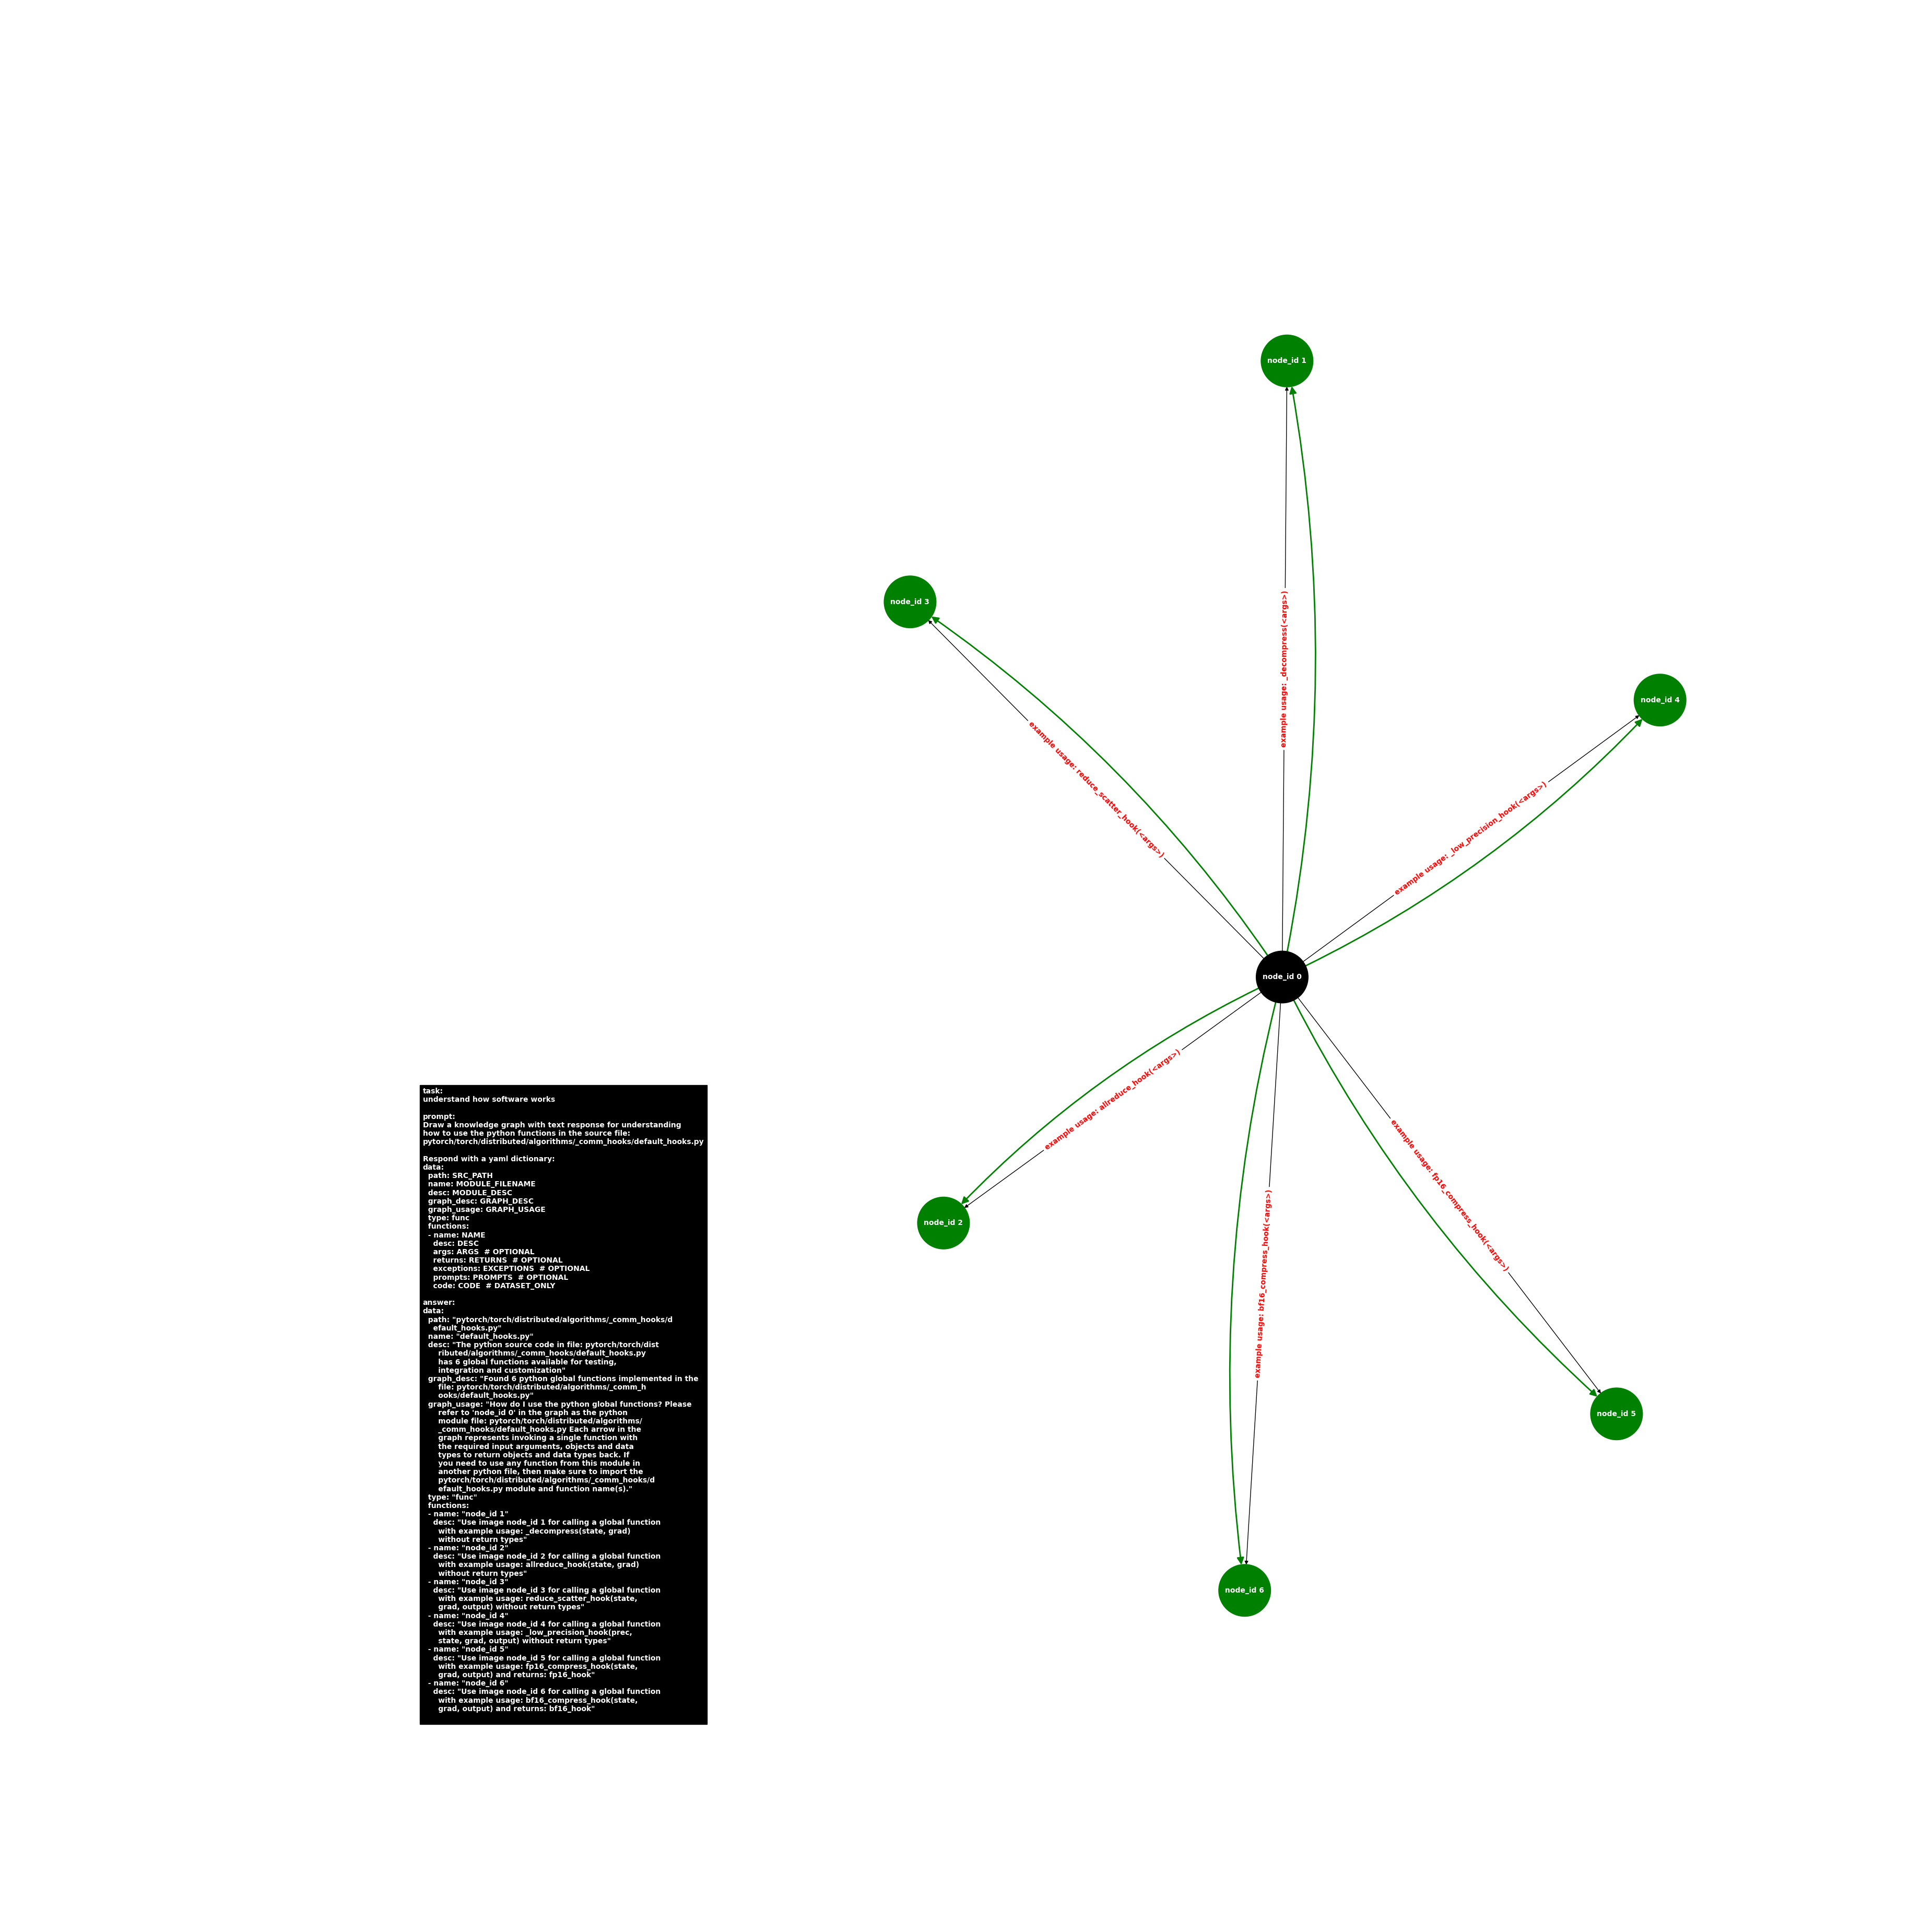 node_id 1
node_id 3
node_id 4
example usage: _decompress(<args>)
example usage: reduce_scatter_hook(<args>)
example usage: _low_precision_hook(<args>)
node_id 0
example usage: allreduce_hook(<args>)
example usage: fp16_compress_hook(<args>)
example usage: bf16_compress_hook(<args>)
node_id 2
node_id 5
node_id 6
task:
understand how software works
prompt:
Draw a knowledge graph with text response for understanding
how to use the python functions in the source file:
pytorch/torch/distributed/algorithms/_comm_hooks/default_hooks.py
Respond with a yaml dictionary:
data:
path: SRC_PATH
name: MODULE_FILENAME
desc: MODULE_DESC
graph_desc: GRAPH_DESC
graph_usage: GRAPH_USAGE
type: func
functions:
- name: NAME
desc: DESC
args: ARGS  # OPTIONAL
returns: RETURNS  # OPTIONAL
exceptions: EXCEPTIONS  # OPTIONAL
prompts: PROMPTS  # OPTIONAL
code: CODE  # DATASET_ONLY
answer:
data:
path: "pytorch/torch/distributed/algorithms/_comm_hooks/d
efault_hooks.py"
name: "default_hooks.py"
desc: "The python source code in file: pytorch/torch/dist
ributed/algorithms/_comm_hooks/default_hooks.py
has 6 global functions available for testing,
integration and customization"
graph_desc: "Found 6 python global functions implemented in the
file: pytorch/torch/distributed/algorithms/_comm_h
ooks/default_hooks.py"
graph_usage: "How do I use the python global functions? Please
refer to 'node_id 0' in the graph as the python
module file: pytorch/torch/distributed/algorithms/
_comm_hooks/default_hooks.py Each arrow in the
graph represents invoking a single function with
the required input arguments, objects and data
types to return objects and data types back. If
you need to use any function from this module in
another python file, then make sure to import the
pytorch/torch/distributed/algorithms/_comm_hooks/d
efault_hooks.py module and function name(s)."
type: "func"
functions:
- name: "node_id 1"
desc: "Use image node_id 1 for calling a global function
with example usage: _decompress(state, grad)
without return types"
- name: "node_id 2"
desc: "Use image node_id 2 for calling a global function
with example usage: allreduce_hook(state, grad)
without return types"
- name: "node_id 3"
desc: "Use image node_id 3 for calling a global function
with example usage: reduce_scatter_hook(state,
grad, output) without return types"
- name: "node_id 4"
desc: "Use image node_id 4 for calling a global function
with example usage: _low_precision_hook(prec,
state, grad, output) without return types"
- name: "node_id 5"
desc: "Use image node_id 5 for calling a global function
with example usage: fp16_compress_hook(state,
grad, output) and returns: fp16_hook"
- name: "node_id 6"
desc: "Use image node_id 6 for calling a global function
with example usage: bf16_compress_hook(state,
grad, output) and returns: bf16_hook"